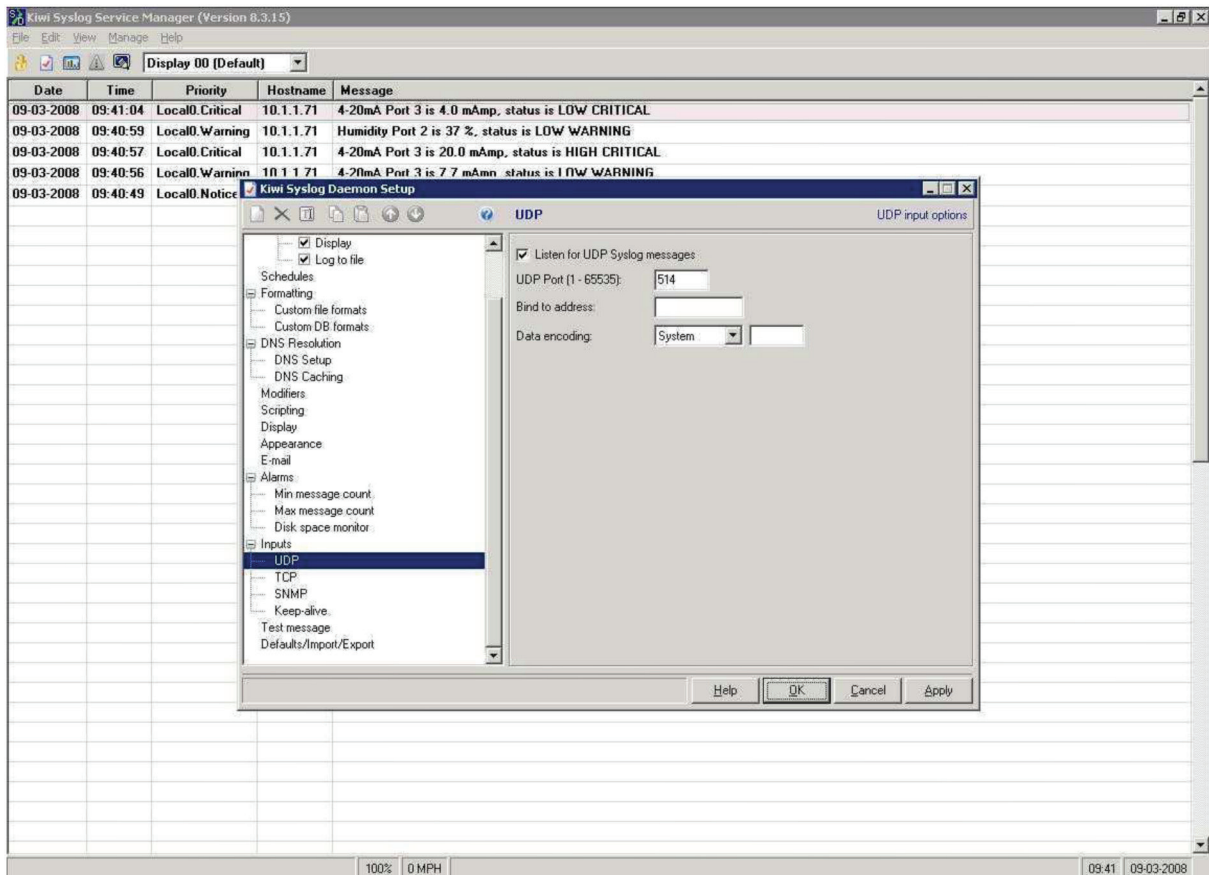 Kiwi Syslog Service Manager (Version 8.3.15)
File Edit View Manage Help
Display 00 (Default)
Date Time Priority Hostname Message
09-03-2008 09:41:04 Local0.Critical 10.1.1.71 4-20mA Port 3 is 4.0 mAmp, status is LOW CRITICAL
09-03-2008 09:40:59 Local0.Warning 10.1.1.71 Humidity Port 2 is 37 %, status is LOW WARNING
09-03-2008 09:40:57 Local0.Critical 10.1.1.71 4-20mA Port 3 is 20.0 mAmp, status is HIGH CRITICAL
09-03-2008 09:40:56 Local0.Warning 10.1.1.71 4-20mA Port 3 is 7.7 mAmp, status is LOW WARNING
09-03-2008 09:40:49 Local0.Notice
Kiwi Syslog Daemon Setup
UDP UDP input options
Display
Log to file
Schedules
Formatting
Custom file formats
Custom DB formats
DNS Resolution
DNS Setup
DNS Caching
Modifiers
Scripting
Display
Appearance
E-mail
Alarms
Min message count
Max message count
Disk space monitor
Inputs
UDP
TCP
SNMP
Keep-alive
Test message
Defaults/Import/Export
Listen for UDP Syslog messages
UDP Port (1 - 65535): 514
Bind to address:
Data encoding: System
Help OK Cancel Apply
100% 0 MPH 09:41 09-03-2008